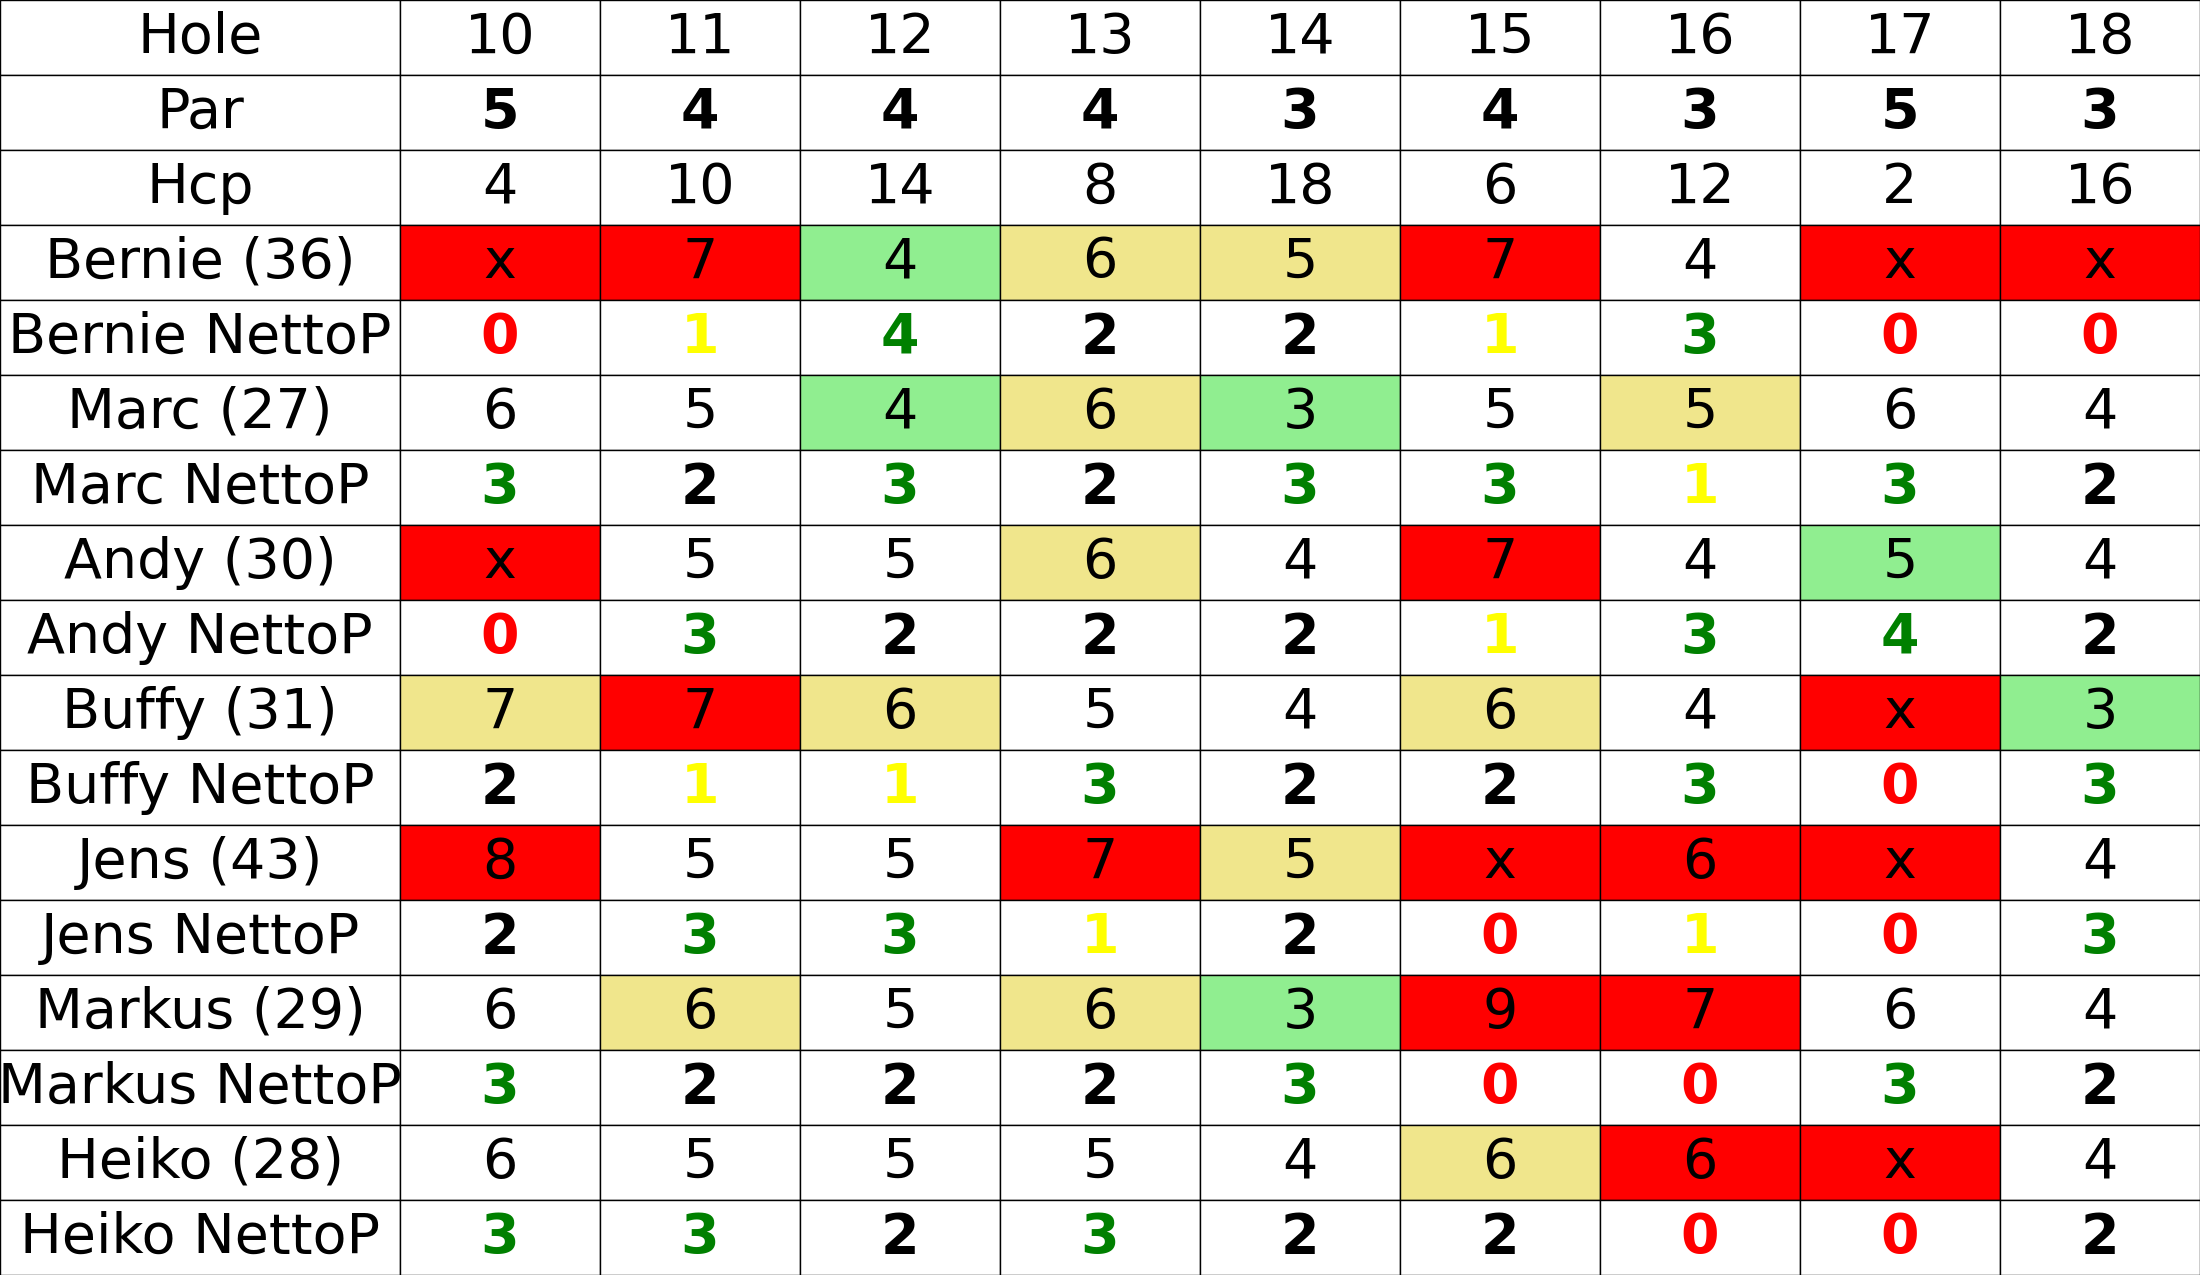 Hole 10 11 12 13 14 15 16 17 18
Par 5 4 4 4 3 4 3 5 3
Hcp 4 10 14 8 18 6 12 2 16
Bernie (36) x 7 4 6 5 7 4 x x
Bernie NettoP 0 1 4 2 2 1 3 0 0
Marc (27) 6 5 4 6 3 5 5 6 4
Marc NettoP 3 2 3 2 3 3 1 3 2
Andy (30) x 5 5 6 4 7 4 5 4
Andy NettoP 0 3 2 2 2 1 3 4 2
Buffy (31) 7 7 6 5 4 6 4 x 3
Buffy NettoP 2 1 1 3 2 2 3 0 3
Jens (43) 8 5 5 7 5 x 6 x 4
Jens NettoP 2 3 3 1 2 0 1 0 3
Markus (29) 6 6 5 6 3 9 7 6 4
Markus NettoP 3 2 2 2 3 0 0 3 2
Heiko (28) 6 5 5 5 4 6 6 x 4
Heiko NettoP 3 3 2 3 2 2 0 0 2